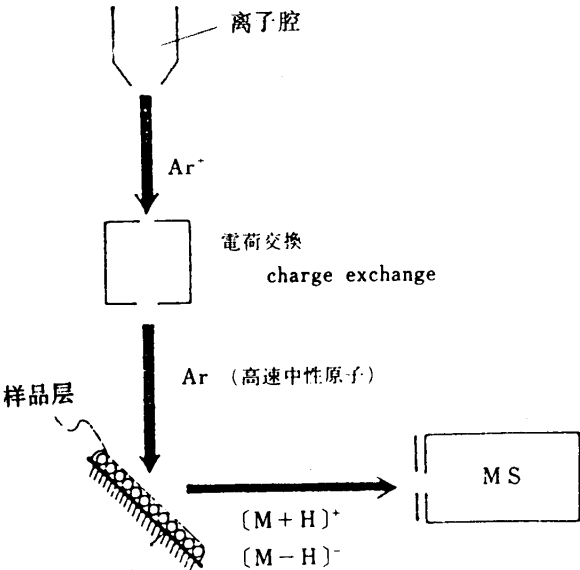 离子腔
Ar⁺
電荷交換
charge exchange
Ar (高速中性原子)
样品层
MS
[M+H]⁺
[M-H]⁻